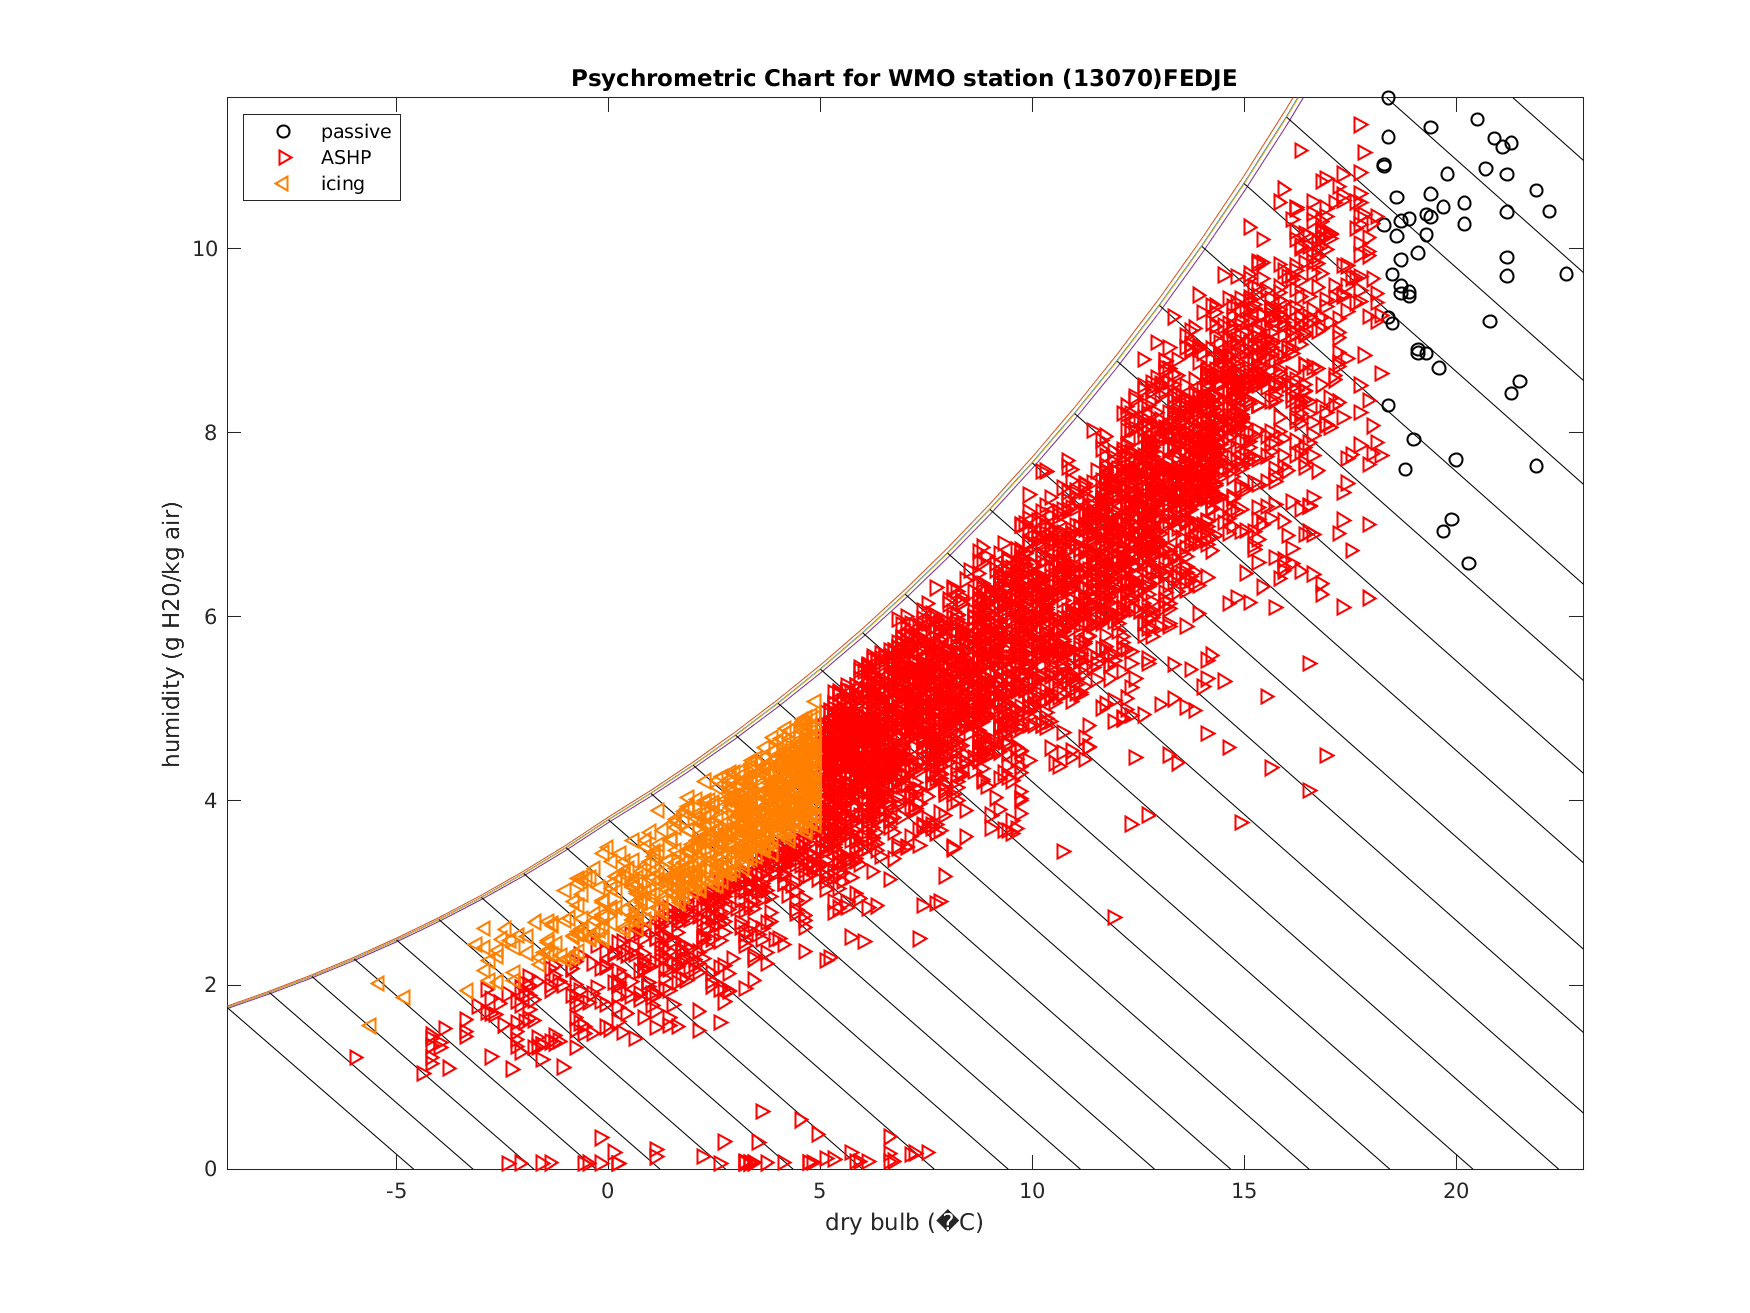 Psychrometric Chart for WMO station (13070)FEDJE
passive
ASHP
icing
humidity (g H20/kg air)
10
8
6
4
2
0
-5
0
5
10
15
20
dry bulb (�C)